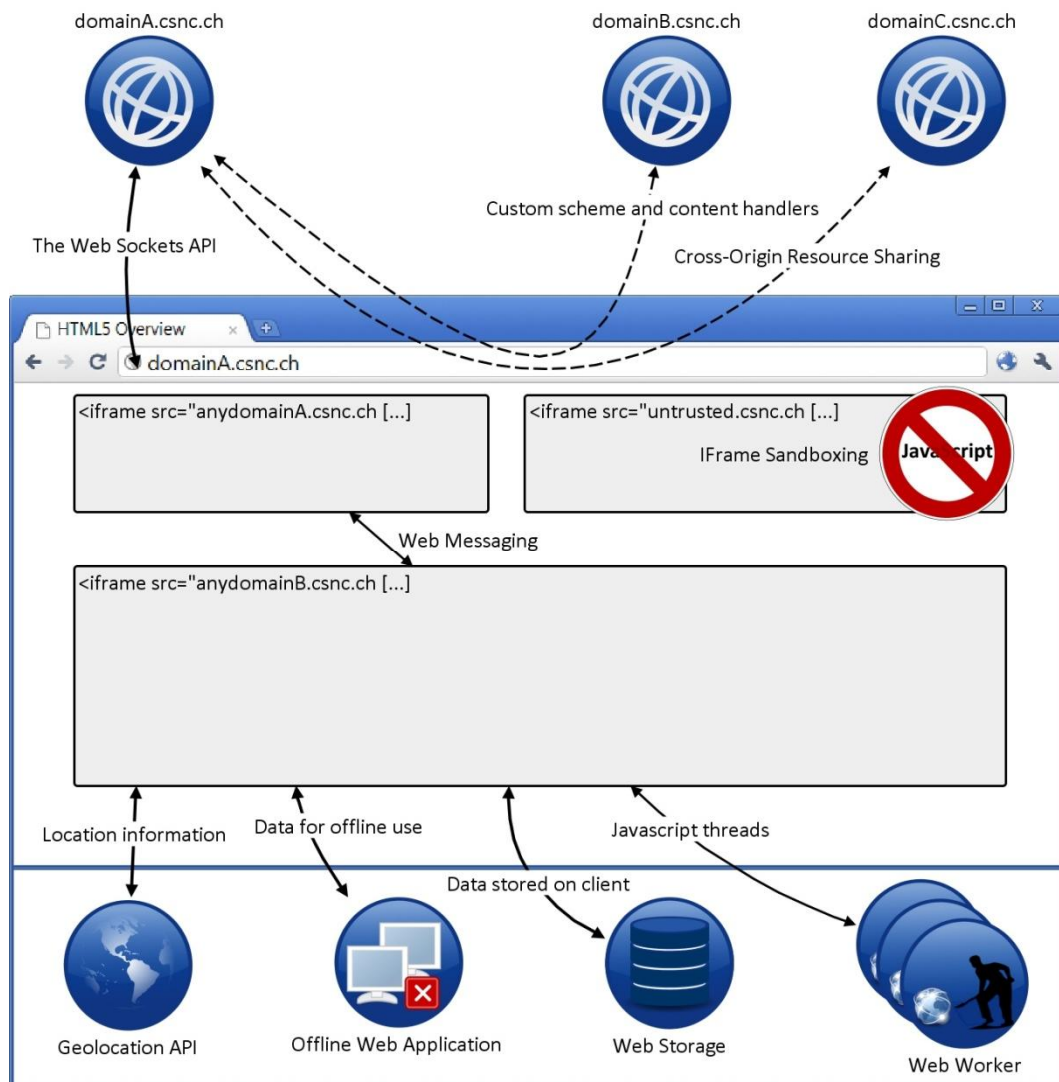 domainA.csnc.ch
domainB.csnc.ch
domainC.csnc.ch
Custom scheme and content handlers
The Web Sockets API
Cross-Origin Resource Sharing
HTML5 Overview
domainA.csnc.ch
<iframe src="anydomainA.csnc.ch [...]
<iframe src="untrusted.csnc.ch [...]
IFrame Sandboxing
Javascript
Web Messaging
<iframe src="anydomainB.csnc.ch [...]
Location information
Data for offline use
Javascript threads
Data stored on client
Geolocation API
Offline Web Application
Web Storage
Web Worker